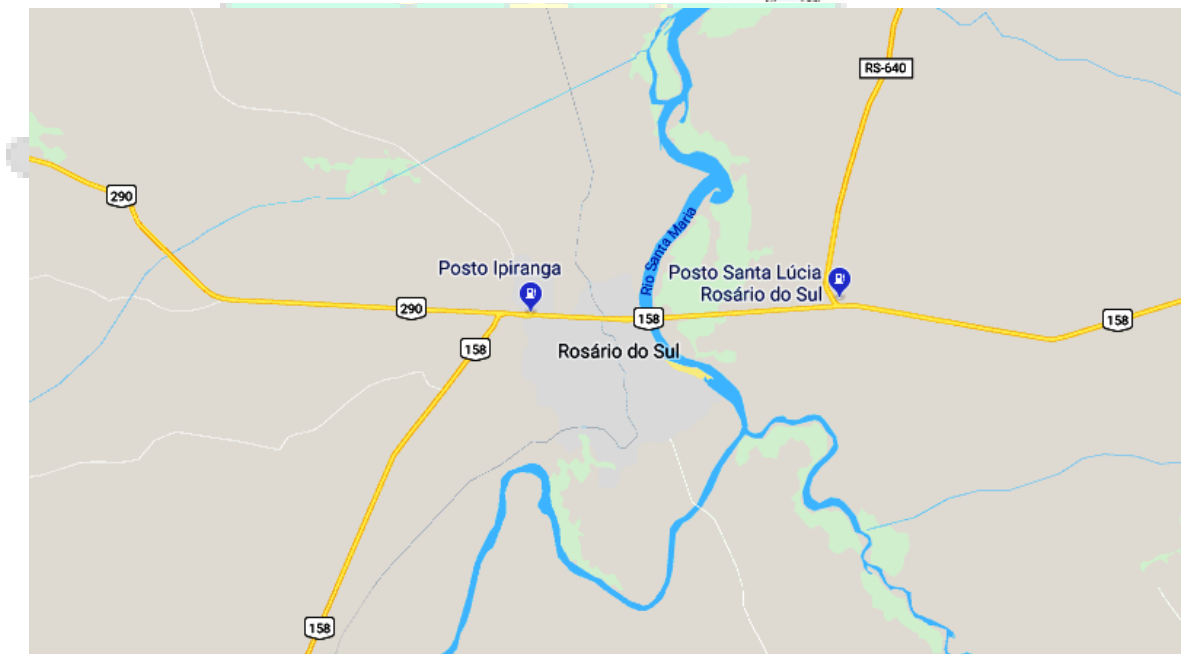 RS-640
290
Rio Santa Maria
Posto Ipiranga
Posto Santa Lúcia
Rosário do Sul
290
158
158
158
Rosário do Sul
158